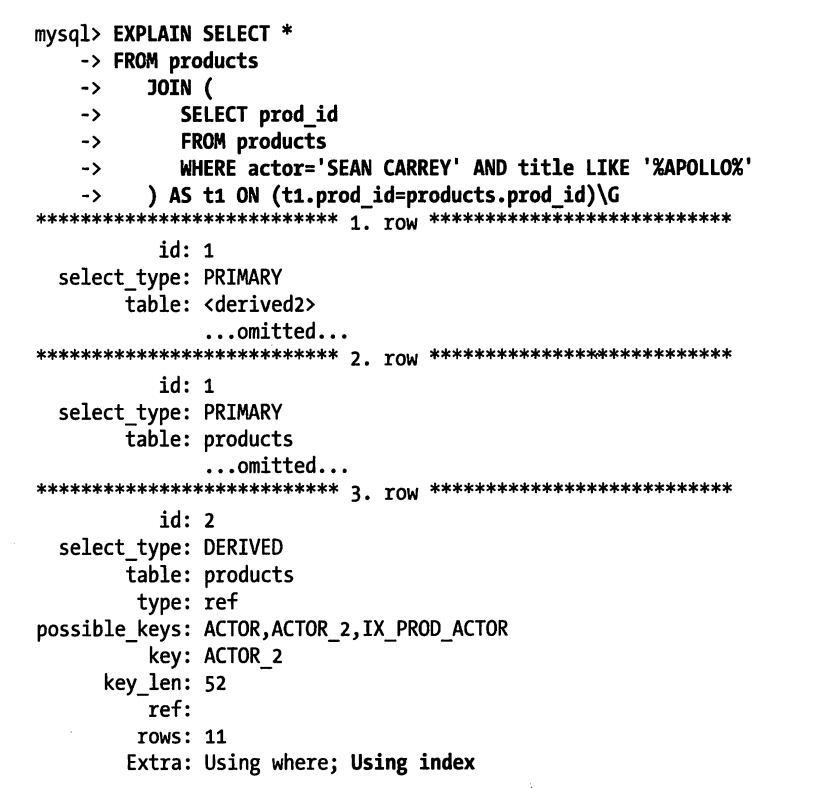 mysql> EXPLAIN SELECT *
    -> FROM products
    ->    JOIN (
    ->       SELECT prod_id
    ->       FROM products
    ->       WHERE actor='SEAN CARREY' AND title LIKE '%APOLLO%'
    ->    ) AS t1 ON (t1.prod_id=products.prod_id)\G
*************************** 1. row ***************************
           id: 1
  select_type: PRIMARY
        table: <derived2>
               ...omitted...
*************************** 2. row ***************************
           id: 1
  select_type: PRIMARY
        table: products
               ...omitted...
*************************** 3. row ***************************
           id: 2
  select_type: DERIVED
        table: products
         type: ref
possible_keys: ACTOR,ACTOR_2,IX_PROD_ACTOR
          key: ACTOR_2
      key_len: 52
          ref:
         rows: 11
        Extra: Using where; Using index